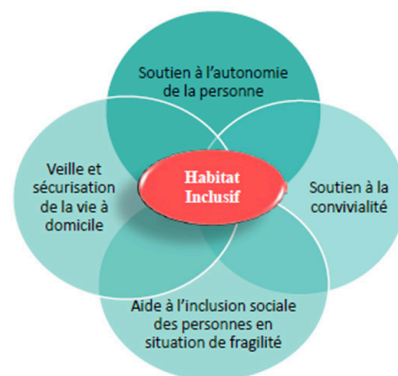 Soutien à l'autonomie
de la personne
Veille et
sécurisation
de la vie à
domicile
Habitat
Inclusif
Soutien à la
convivialité
Aide à l'inclusion sociale
des personnes en
situation de fragilité